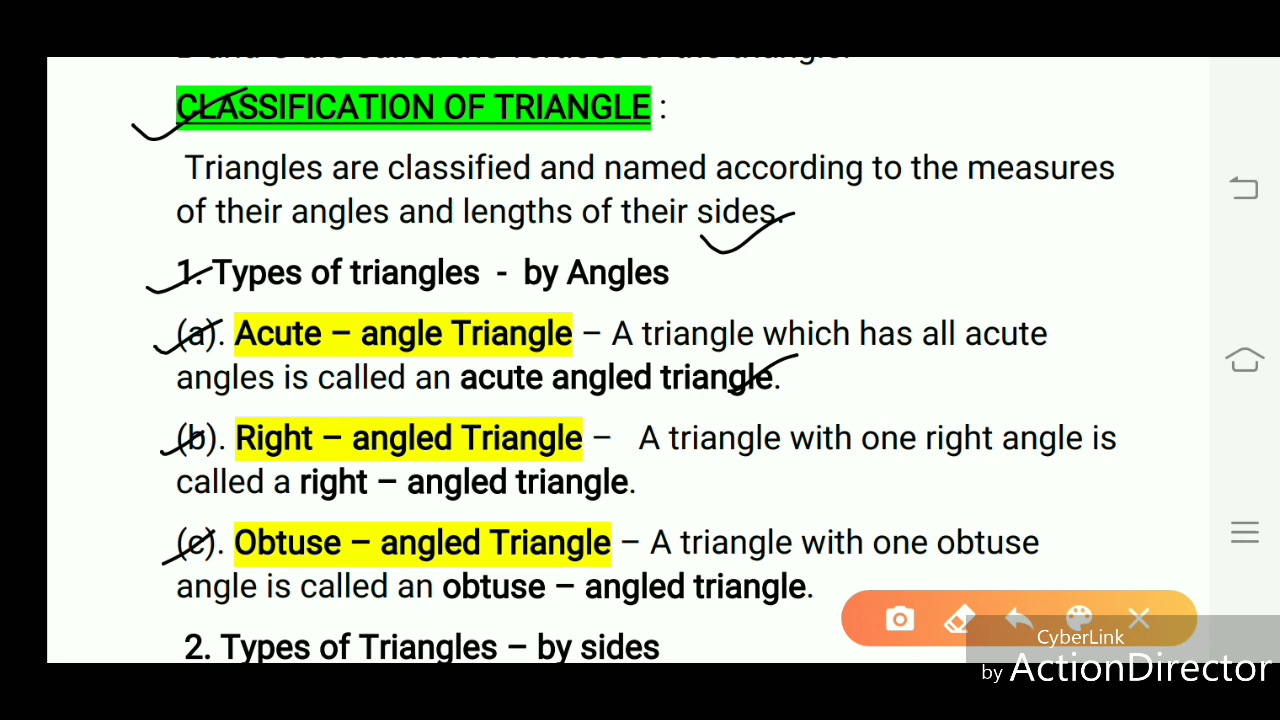 CLASSIFICATION OF TRIANGLE :
Triangles are classified and named according to the measures
of their angles and lengths of their sides.
1. Types of triangles - by Angles
(a). Acute – angle Triangle – A triangle which has all acute
angles is called an acute angled triangle.
(b). Right – angled Triangle – A triangle with one right angle is
called a right – angled triangle.
(c). Obtuse – angled Triangle – A triangle with one obtuse
angle is called an obtuse – angled triangle.
2. Types of Triangles – by sides
CyberLink
by ActionDirector